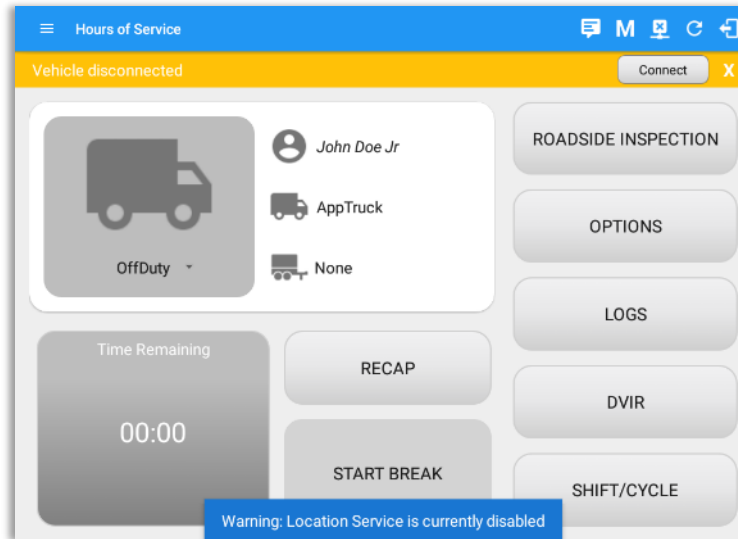 Hours of Service
M
Vehicle disconnected
Connect
X
John Doe Jr
AppTruck
None
OffDuty
ROADSIDE INSPECTION
OPTIONS
LOGS
DVIR
SHIFT/CYCLE
Time Remaining
00:00
RECAP
START BREAK
Warning: Location Service is currently disabled